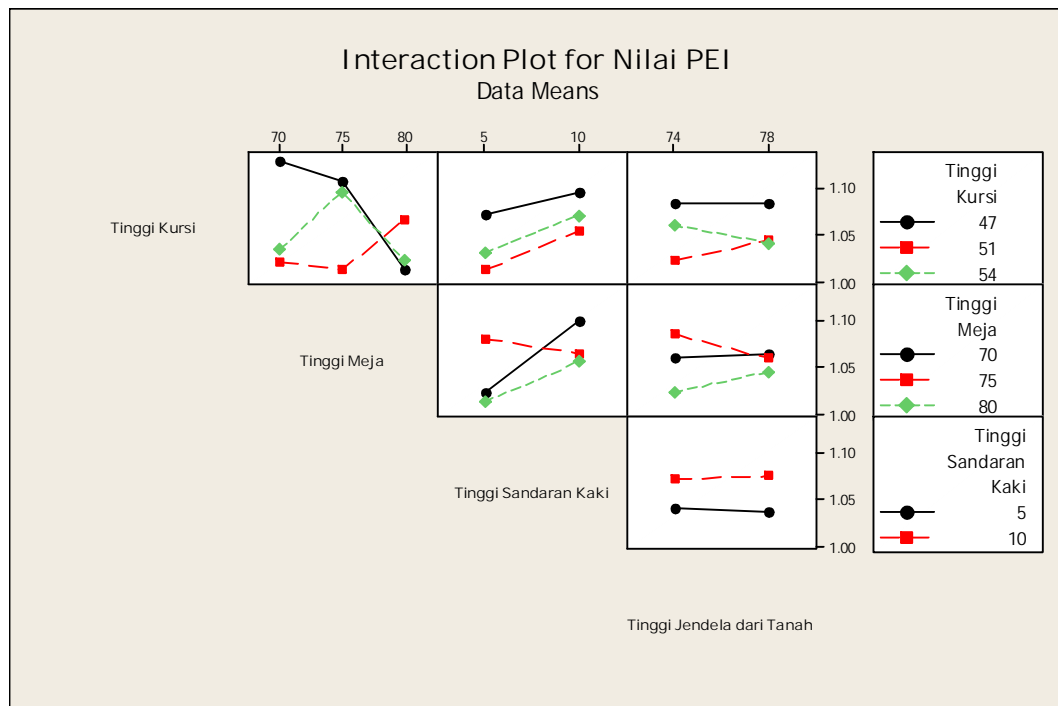 Interaction Plot for Nilai PEI
Data Means
70 75 80 5 10 74 78
Tinggi Kursi
1.10
1.05
1.00
Tinggi
Kursi
47
51
54
Tinggi Meja
1.10
1.05
1.00
Tinggi
Meja
70
75
80
Tinggi Sandaran Kaki
1.10
1.05
1.00
Tinggi
Sandaran
Kaki
5
10
Tinggi Jendela dari Tanah